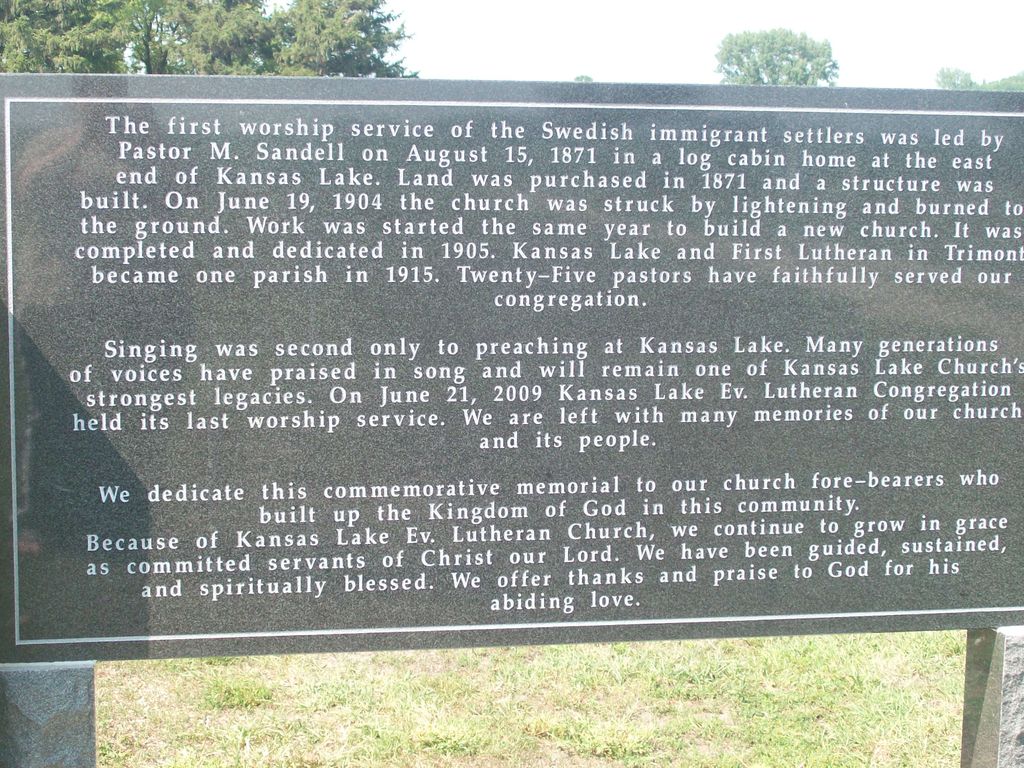 The first worship service of the Swedish immigrant settlers was led by
Pastor M. Sandell on August 15, 1871 in a log cabin home at the east
end of Kansas Lake. Land was purchased in 1871 and a structure was
built. On June 19, 1904 the church was struck by lightening and burned to
the ground. Work was started the same year to build a new church. It was
completed and dedicated in 1905. Kansas Lake and First Lutheran in Trimont
became one parish in 1915. Twenty-Five pastors have faithfully served our
congregation.
Singing was second only to preaching at Kansas Lake. Many generations
of voices have praised in song and will remain one of Kansas Lake Church's
strongest legacies. On June 21, 2009 Kansas Lake Ev. Lutheran Congregation
held its last worship service. We are left with many memories of our church
and its people.
We dedicate this commemorative memorial to our church fore-bearers who
built up the Kingdom of God in this community.
Because of Kansas Lake Ev. Lutheran Church, we continue to grow in grace
as committed servants of Christ our Lord. We have been guided, sustained,
and spiritually blessed. We offer thanks and praise to God for his
abiding love.